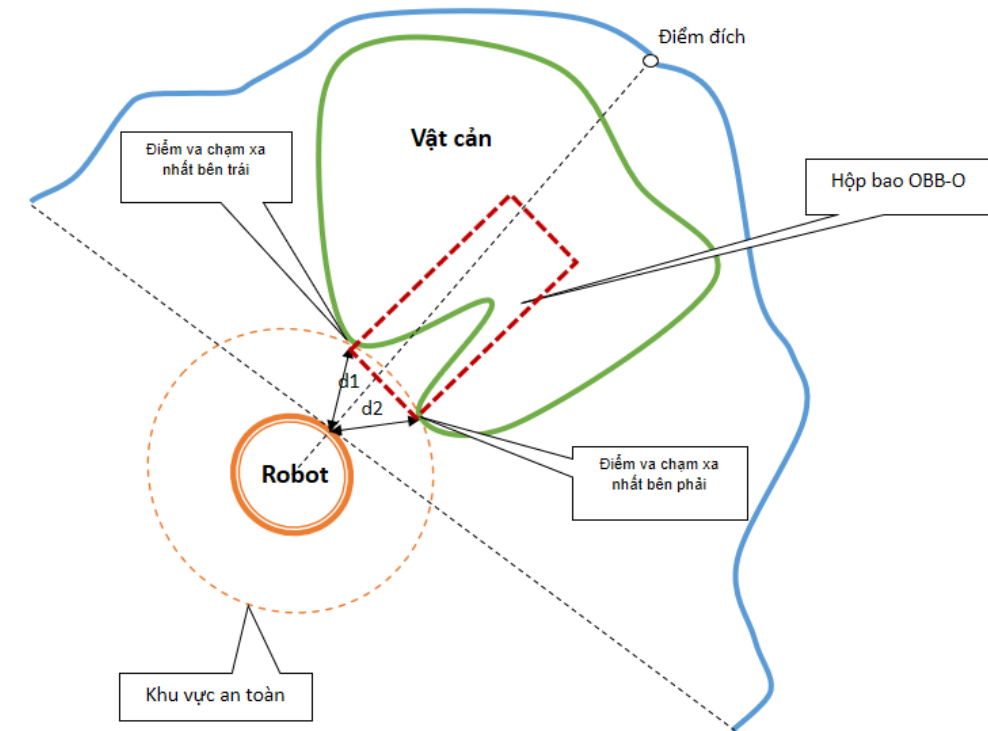 Điểm đích
Vật cản
Điểm va chạm xa
nhất bên trái
Hộp bao OBB-O
d1
d2
Robot
Điểm va chạm xa
nhất bên phải
Khu vực an toàn